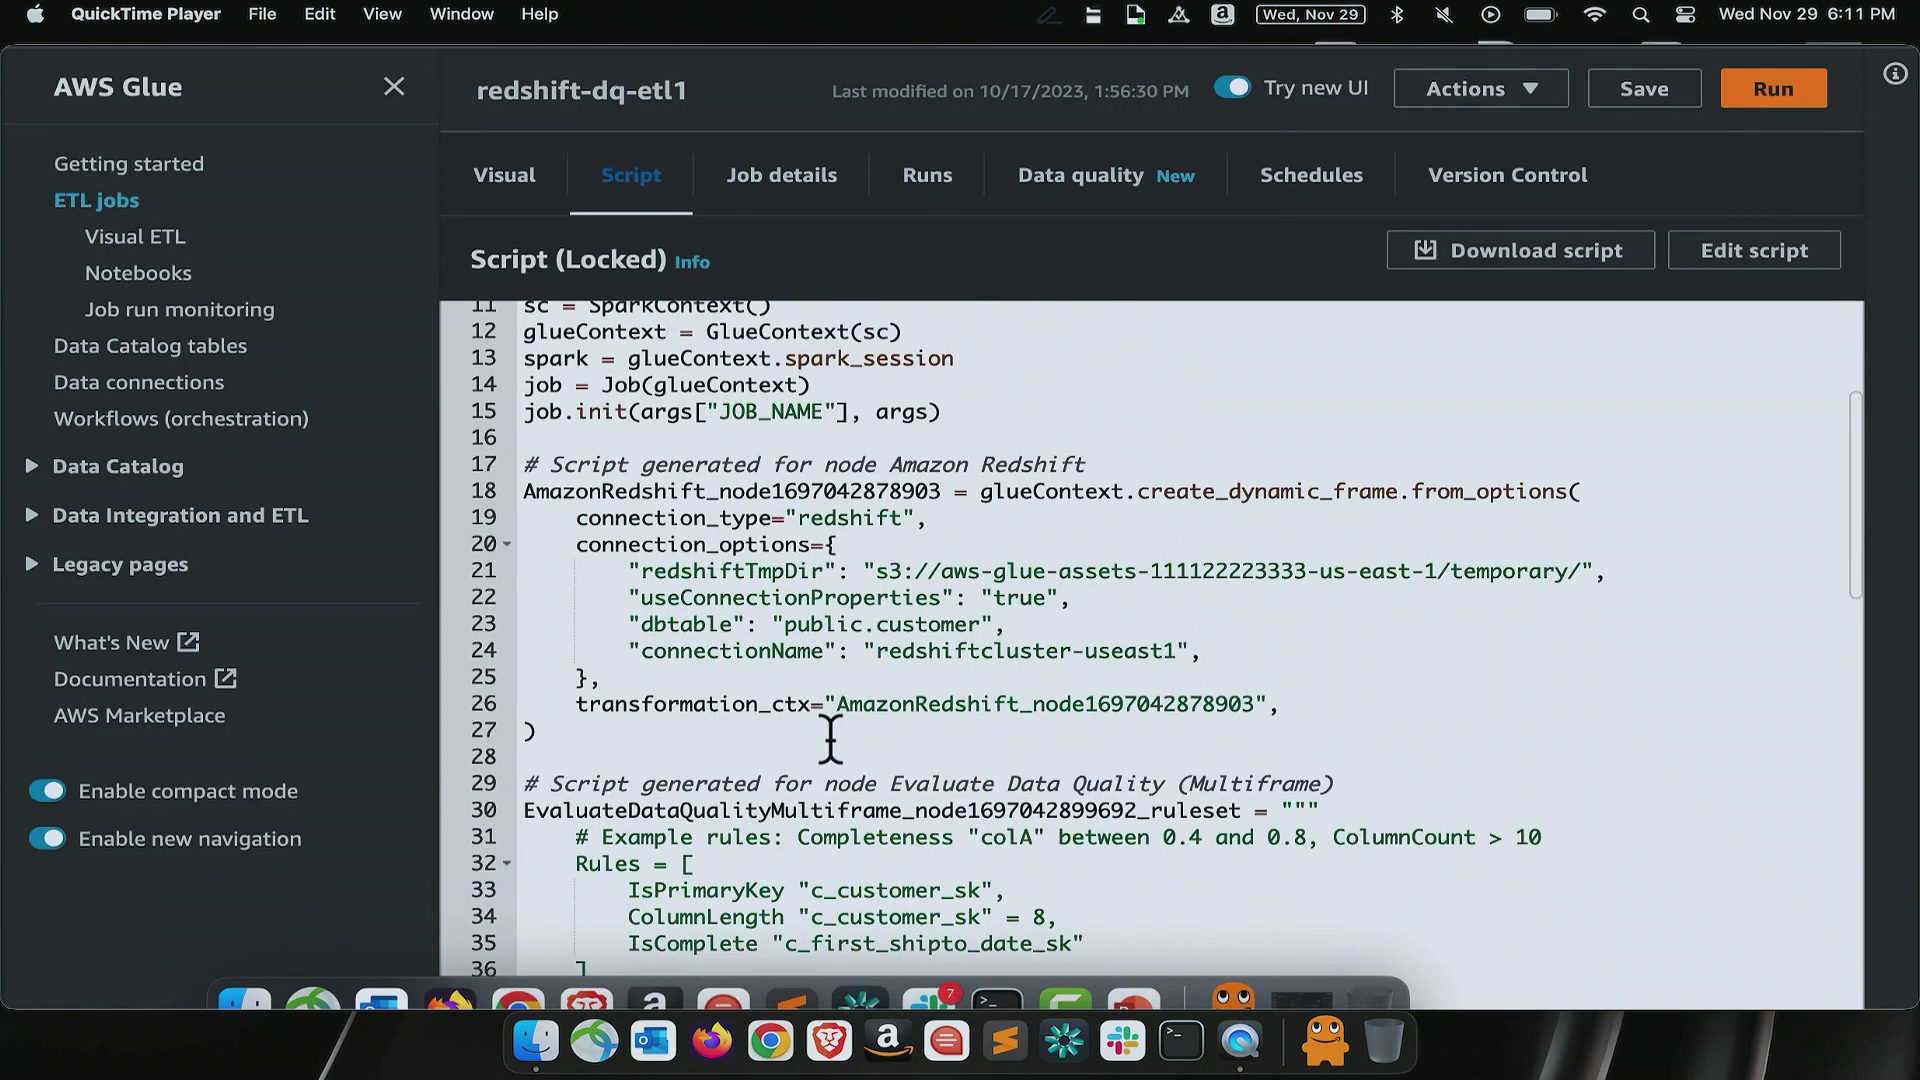 QuickTime Player File Edit View Window Help
Wed, Nov 29
Wed Nov 29 6:11 PM
AWS Glue
redshift-dq-etl1
Last modified on 10/17/2023, 1:56:30 PM
Try new UI
Actions
Save
Run
Getting started
ETL jobs
Visual ETL
Notebooks
Job run monitoring
Data Catalog tables
Data connections
Workflows (orchestration)
Data Catalog
Data Integration and ETL
Legacy pages
What's New
Documentation
AWS Marketplace
Enable compact mode
Enable new navigation
Visual Script Job details Runs Data quality New Schedules Version Control
Script (Locked) Info
Download script
Edit script
11 sc = SparkContext()
12 glueContext = GlueContext(sc)
13 spark = glueContext.spark_session
14 job = Job(glueContext)
15 job.init(args["JOB_NAME"], args)
16
17 # Script generated for node Amazon Redshift
18 AmazonRedshift_node1697042878903 = glueContext.create_dynamic_frame.from_options(
19 connection_type="redshift",
20 connection_options={
21 "redshiftTmpDir": "s3://aws-glue-assets-111122223333-us-east-1/temporary/",
22 "useConnectionProperties": "true",
23 "dbtable": "public.customer",
24 "connectionName": "redshiftcluster-useast1",
25 },
26 transformation_ctx="AmazonRedshift_node1697042878903",
27 )
28
29 # Script generated for node Evaluate Data Quality (Multiframe)
30 EvaluateDataQualityMultiframe_node1697042899692_ruleset = """
31 # Example rules: Completeness "colA" between 0.4 and 0.8, ColumnCount > 10
32 Rules = [
33 IsPrimaryKey "c_customer_sk",
34 ColumnLength "c_customer_sk" = 8,
35 IsComplete "c_first_shipto_date_sk"
36 ]
7